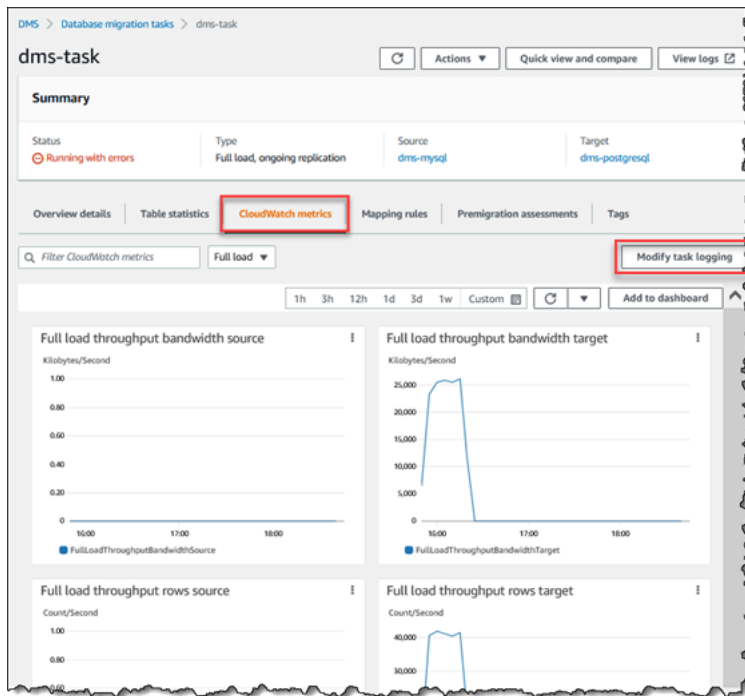 DMS > Database migration tasks > dms-task
dms-task
Actions ▼ Quick view and compare View logs
Summary
Status Type Source Target
Running with errors Full load, ongoing replication dms-mysql dms-postgresql
Overview details Table statistics CloudWatch metrics Mapping rules Premigration assessments Tags
Filter CloudWatch metrics Full load ▼ Modify task logging
1h 3h 12h 1d 3d 1w Custom Add to dashboard
Full load throughput bandwidth source
Kilobytes/Second
1.00
0.80
0.60
0.40
0.20
0
16:00 17:00 18:00
FullLoadThroughputBandwidthSource
Full load throughput bandwidth target
Kilobytes/Second
25,000
20,000
15,000
10,000
5,000
0
16:00 17:00 18:00
FullLoadThroughputBandwidthTarget
Full load throughput rows source
Count/Second
1.00
0.80
Full load throughput rows target
Count/Second
40,000
30,000